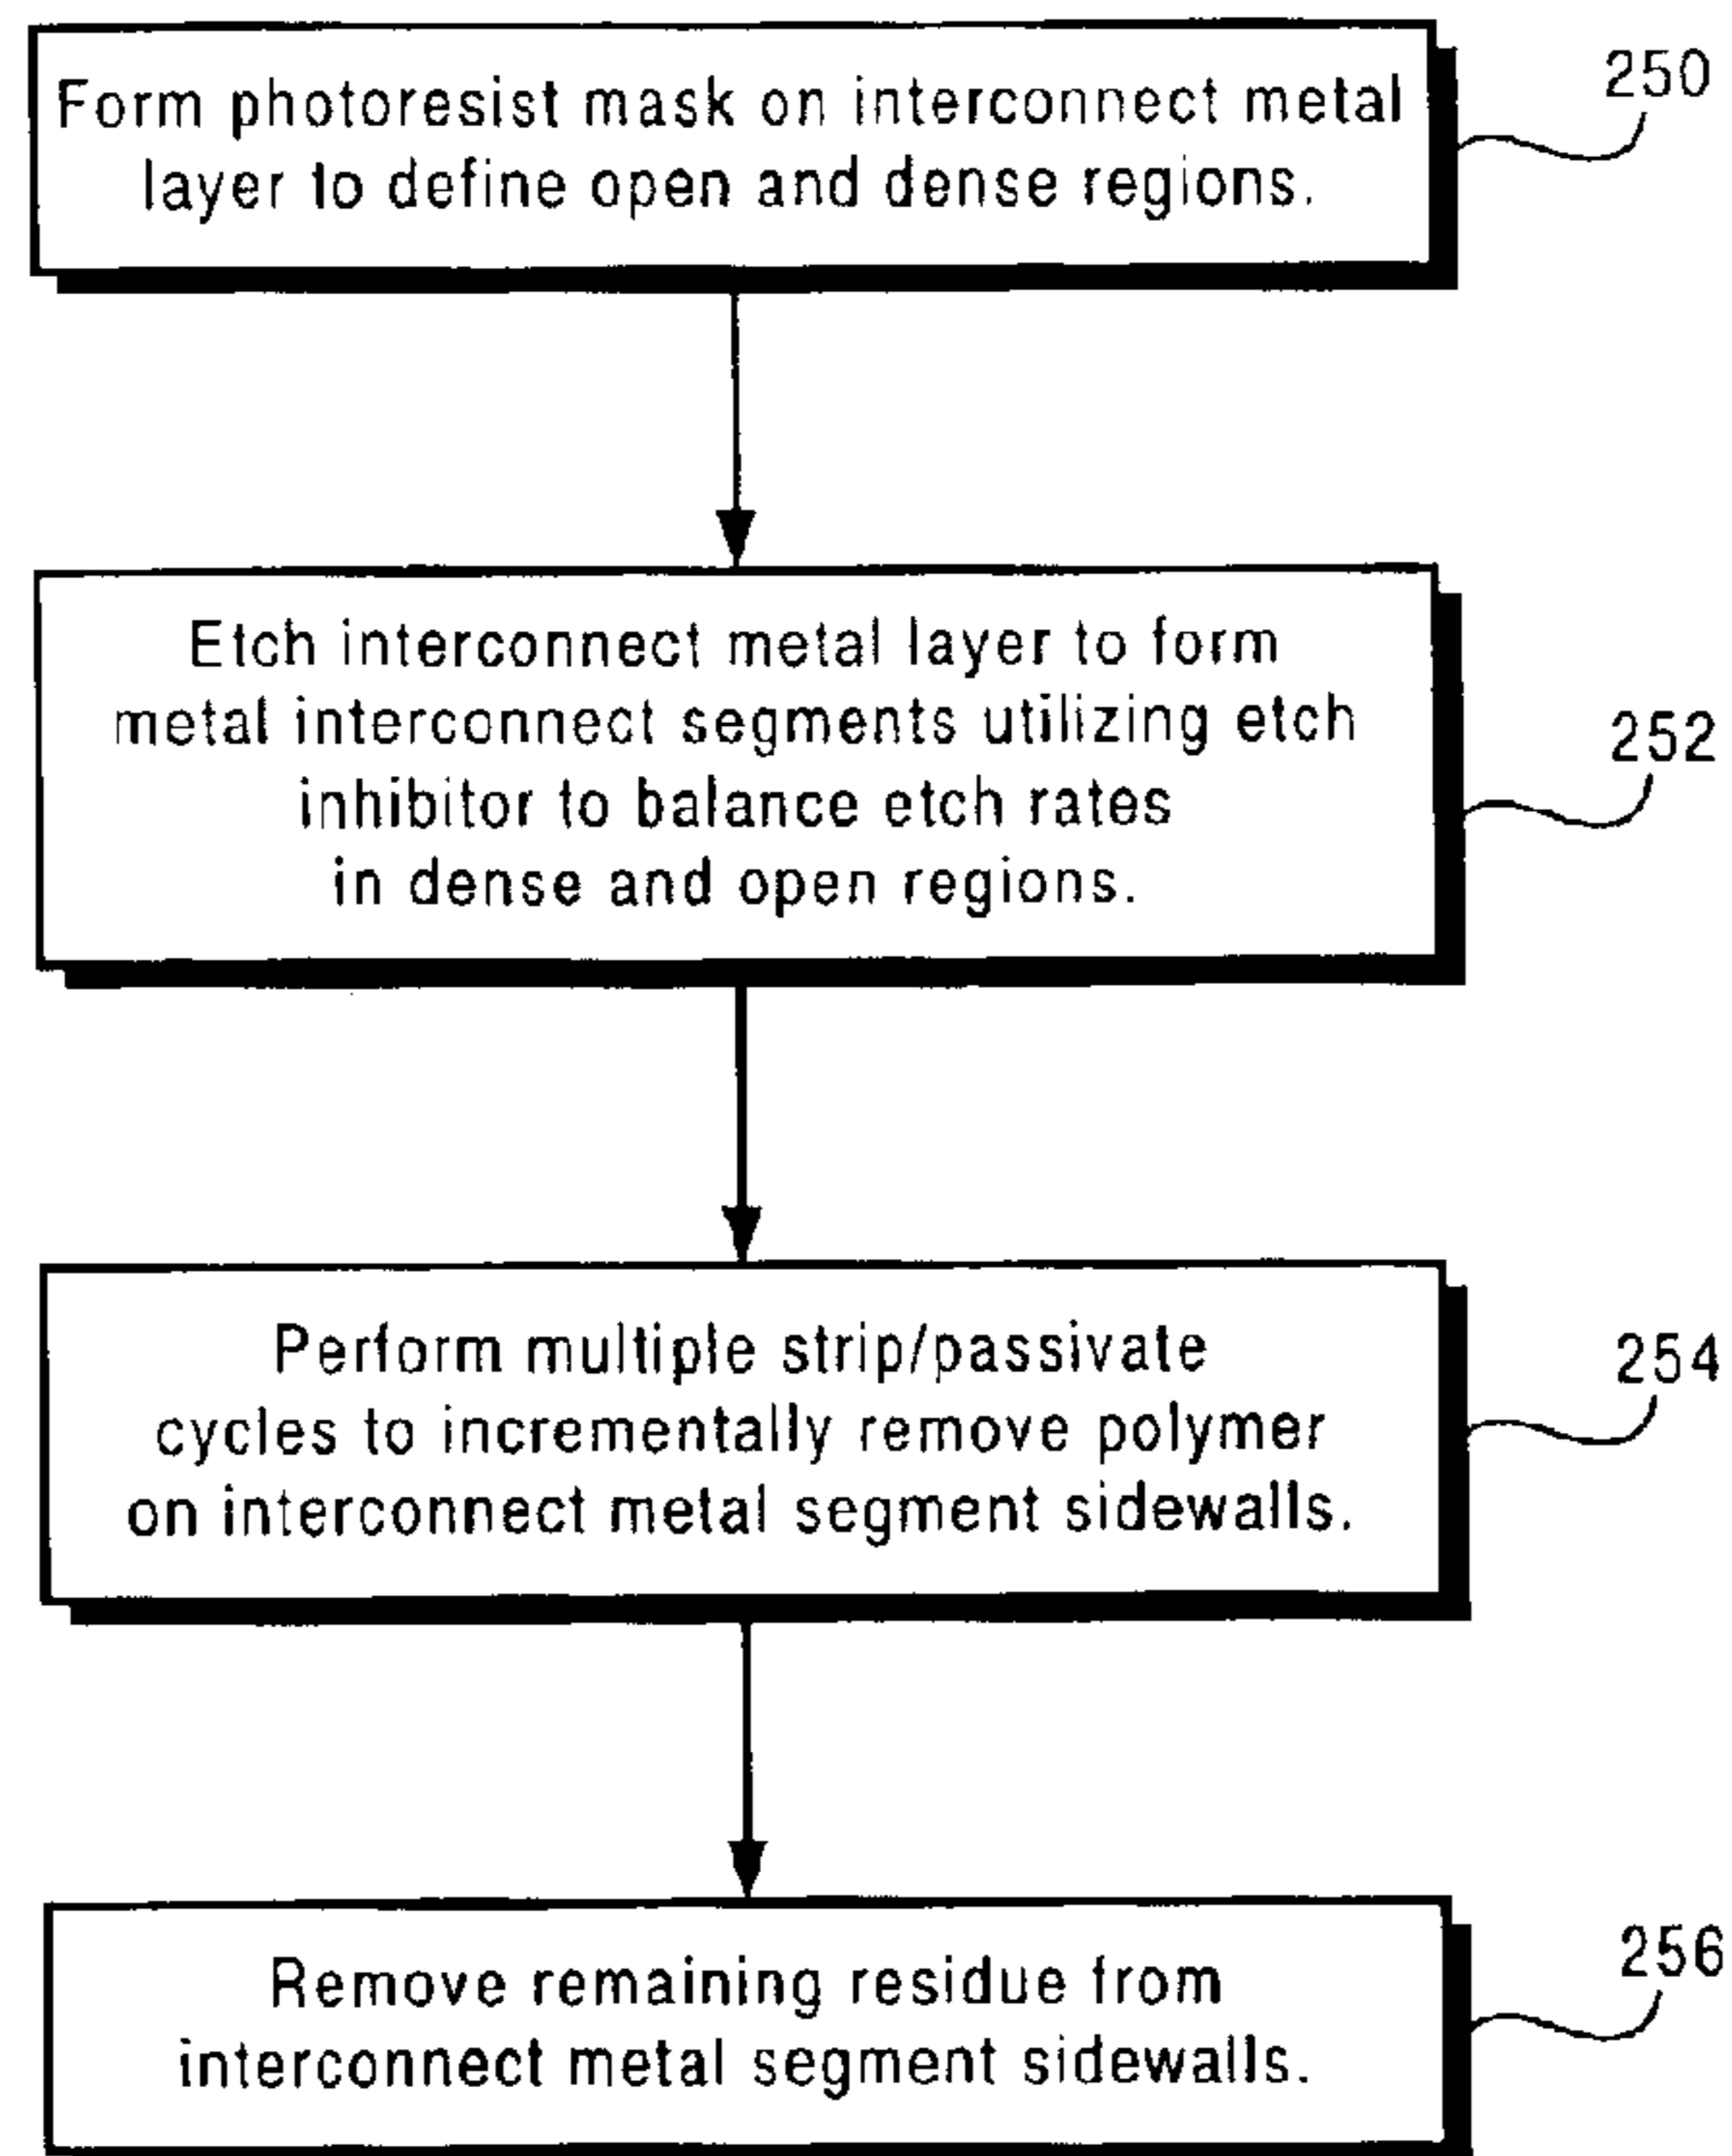 Form photoresist mask on interconnect metal
layer to define open and dense regions.
250
Etch interconnect metal layer to form
metal interconnect segments utilizing etch
inhibitor to balance etch rates
in dense and open regions.
252
Perform multiple strip/passivate
cycles to incrementally remove polymer
on interconnect metal segment sidewalls.
254
Remove remaining residue from
interconnect metal segment sidewalls.
256